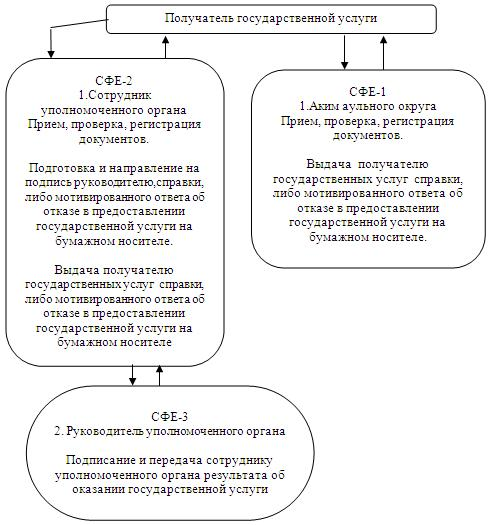 Получатель государственной услуги
СФЕ-2
1.Сотрудник
уполномоченного органа
Прием, проверка, регистрация
документов.
Подготовка и направление на
подпись руководителю,справки,
либо мотивированного ответа об
отказе в предоставлении
государственной услуги на
бумажном носителе.
Выдача получателю
государственных услуг справки,
либо мотивированного ответа об
отказе в предоставлении
государственной услуги на
бумажном носителе
СФЕ-1
1.Аким аульного округа
Прием, проверка, регистрация
документов.
Выдача получателю
государственных услуг справки,
либо мотивированного ответа об
отказе в предоставлении
государственной услуги на
бумажном носителе.
СФЕ-3
2. Руководитель уполномоченного органа
Подписание и передача сотруднику
уполномоченного органа результата об
оказании государственной услуги